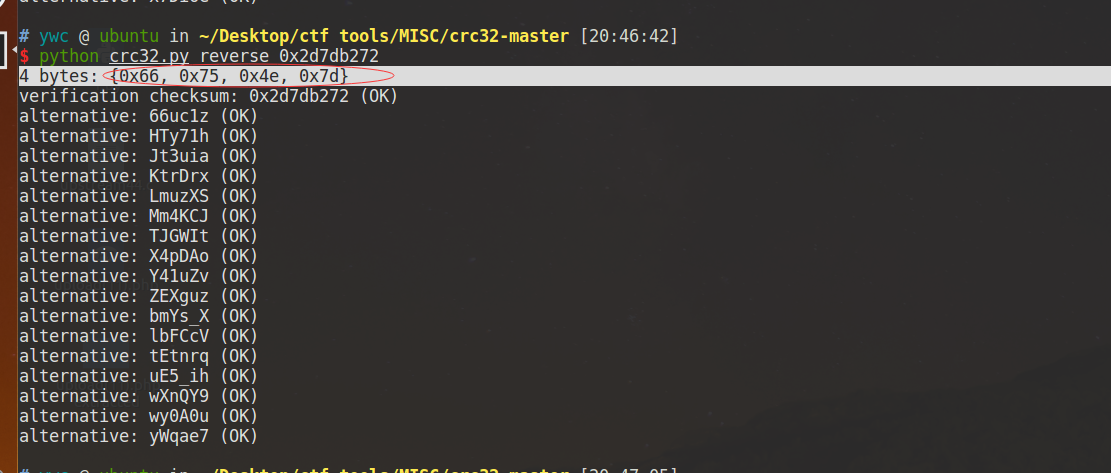 # ywc @ ubuntu in ~/Desktop/ctf tools/MISC/crc32-master [20:46:42]
$ python crc32.py reverse 0x2d7db272
4 bytes: {0x66, 0x75, 0x4e, 0x7d}
verification checksum: 0x2d7db272 (OK)
alternative: 66uc1z (OK)
alternative: HTy71h (OK)
alternative: Jt3uia (OK)
alternative: KtrDrx (OK)
alternative: LmuzXS (OK)
alternative: Mm4KCJ (OK)
alternative: TJGWIt (OK)
alternative: X4pDAo (OK)
alternative: Y41uZv (OK)
alternative: ZEXguz (OK)
alternative: bmYs_X (OK)
alternative: lbFCcV (OK)
alternative: tEtnrq (OK)
alternative: uE5_ih (OK)
alternative: wXnQY9 (OK)
alternative: wy0A0u (OK)
alternative: yWqae7 (OK)
# ywc @ ubuntu in ~/Desktop/ctf tools/MISC/crc32-master [20:47:05]